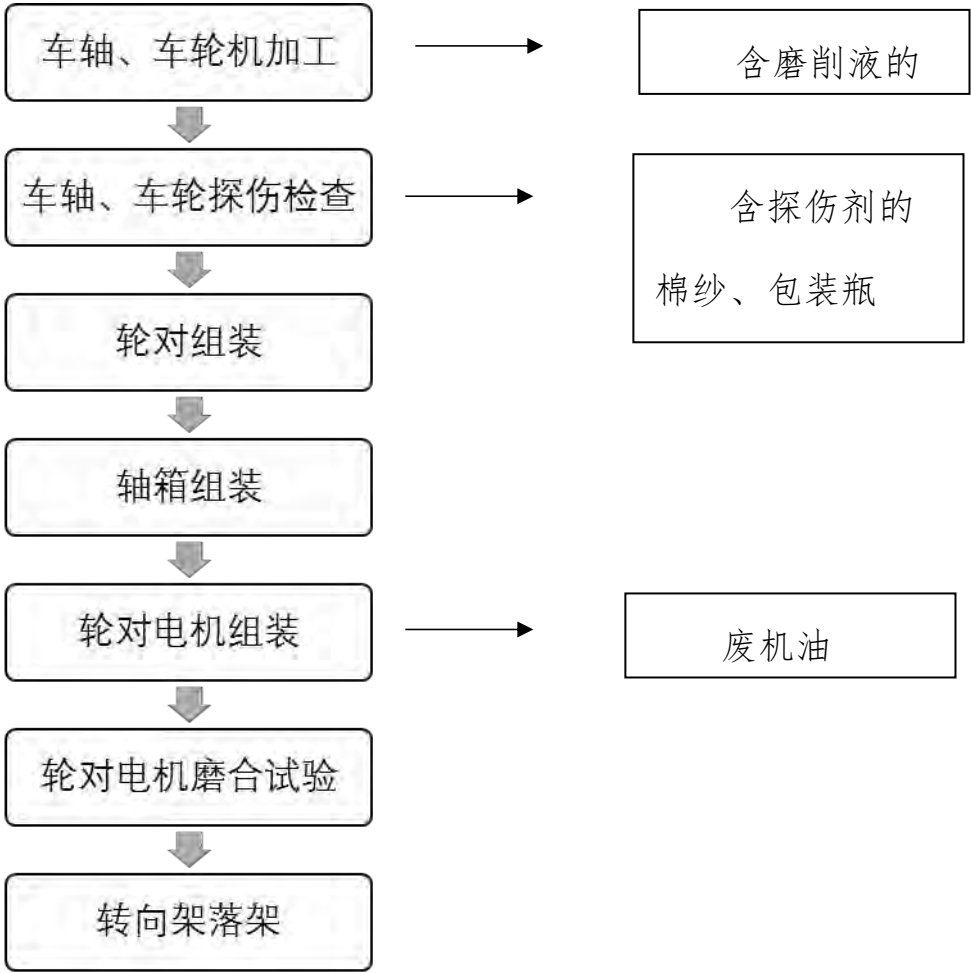 车轴、车轮机加工
含磨削液的
车轴、车轮探伤检查
含探伤剂的
棉纱、包装瓶
轮对组装
轴箱组装
轮对电机组装
废机油
轮对电机磨合试验
转向架落架